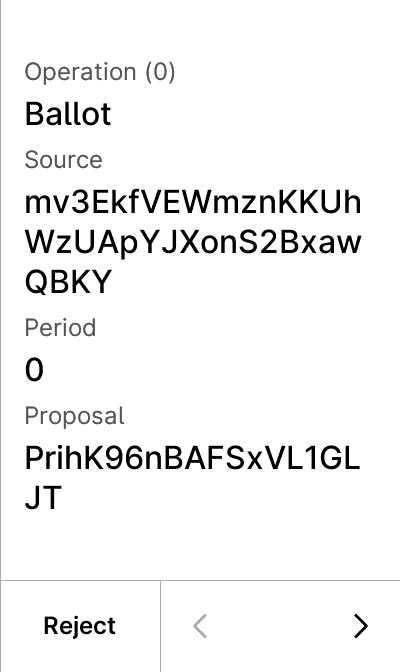 Operation (0)
Ballot
Source
mv3EkfVEWmznKKUh
WzUApYJXonS2Bxaw
QBKY
Period
0
Proposal
PrihK96nBAFSxVL1GL
JT
Reject